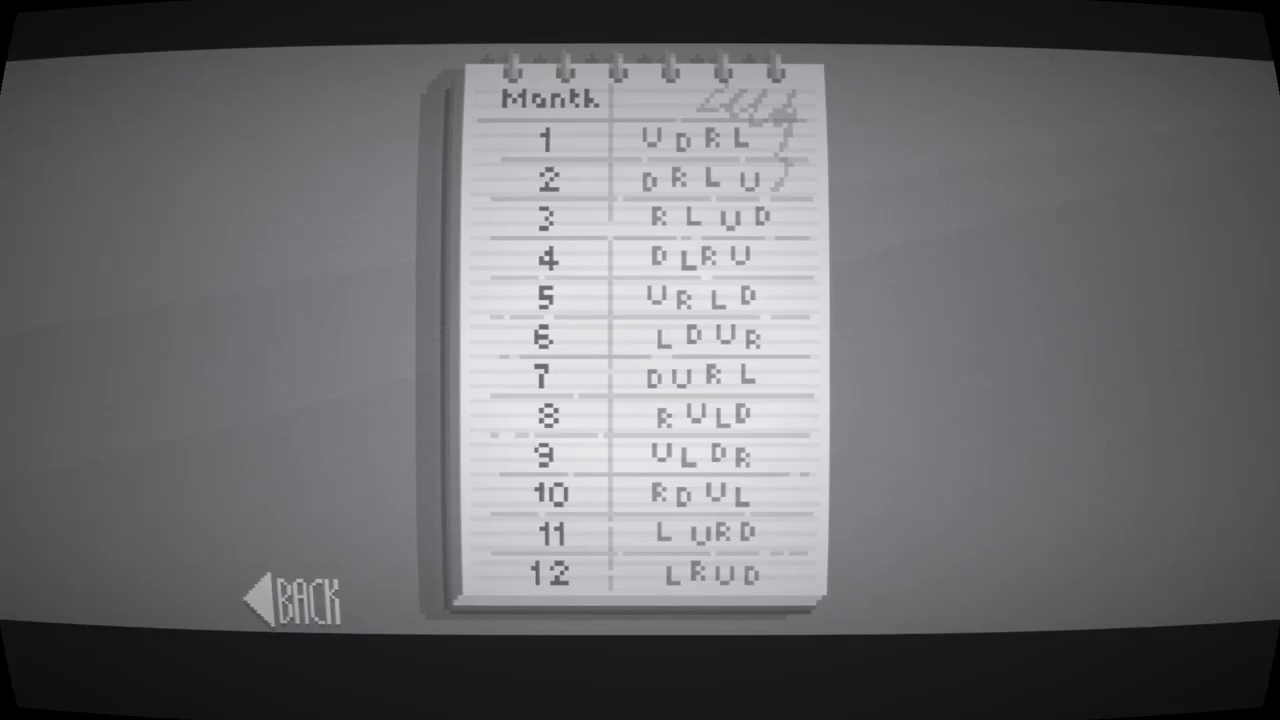 Month
1 U D R L
2 D R L U
3 R L U D
4 D L R U
5 U R L D
6 L D U R
7 D U R L
8 R U L D
9 U L D R
10 R D U L
11 L U R D
12 L R U D
BACK